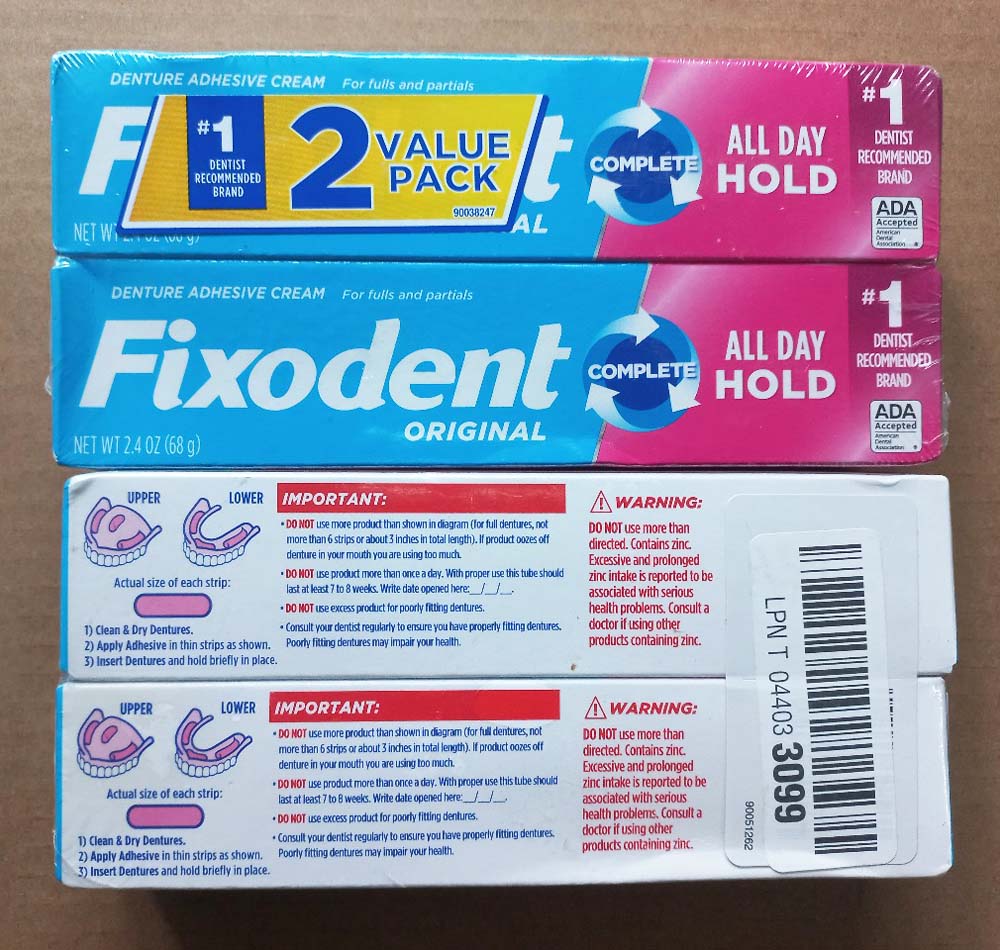 DENTURE ADHESIVE CREAM For fulls and partials
#1
DENTIST
RECOMMENDED
BRAND
2 VALUE
PACK
90038247
COMPLETE
ALL DAY
HOLD
#1
DENTIST
RECOMMENDED
BRAND
ADA
Accepted
American
Dental
Association
NET WT
DENTURE ADHESIVE CREAM For fulls and partials
Fixodent
ORIGINAL
NET WT 2.4 OZ (68 g)
COMPLETE
ALL DAY
HOLD
#1
DENTIST
RECOMMENDED
BRAND
ADA
Accepted
American
Dental
Association
UPPER LOWER
Actual size of each strip:
1) Clean & Dry Dentures.
2) Apply Adhesive in thin strips as shown.
3) Insert Dentures and hold briefly in place.
IMPORTANT:
• DO NOT use more product than shown in diagram (for full dentures, not
more than 6 strips or about 3 inches in total length). If product oozes off
denture in your mouth you are using too much.
• DO NOT use product more than once a day. With proper use this tube should
last at least 7 to 8 weeks. Write date opened here:__/__/__.
• DO NOT use excess product for poorly fitting dentures.
• Consult your dentist regularly to ensure you have properly fitting dentures.
Poorly fitting dentures may impair your health.
WARNING:
DO NOT use more than
directed. Contains zinc.
Excessive and prolonged
zinc intake is reported to be
associated with serious
health problems. Consult a
doctor if using other
products containing zinc.
UPPER LOWER
Actual size of each strip:
1) Clean & Dry Dentures.
2) Apply Adhesive in thin strips as shown.
3) Insert Dentures and hold briefly in place.
IMPORTANT:
• DO NOT use more product than shown in diagram (for full dentures, not
more than 6 strips or about 3 inches in total length). If product oozes off
denture in your mouth you are using too much.
• DO NOT use product more than once a day. With proper use this tube should
last at least 7 to 8 weeks. Write date opened here:__/__/__.
• DO NOT use excess product for poorly fitting dentures.
• Consult your dentist regularly to ensure you have properly fitting dentures.
Poorly fitting dentures may impair your health.
WARNING:
DO NOT use more than
directed. Contains zinc.
Excessive and prolonged
zinc intake is reported to be
associated with serious
health problems. Consult a
doctor if using other
products containing zinc.
LPN T 04403 3099
90051262